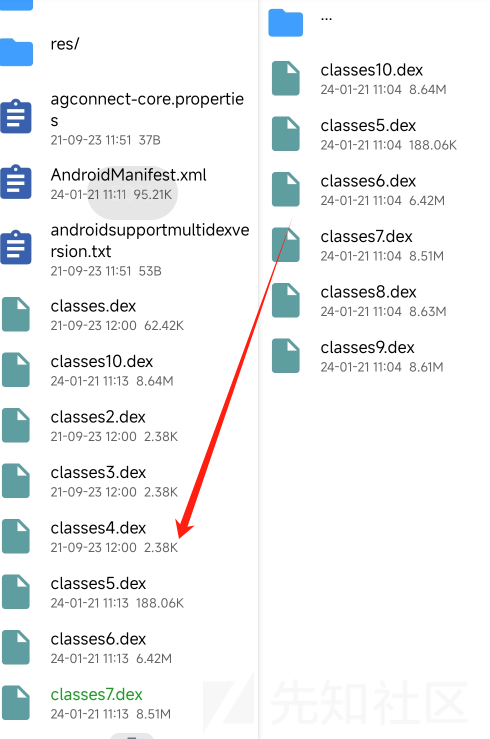 res/
agconnect-core.propertie
s
21-09-23 11:51 37B
AndroidManifest.xml
24-01-21 11:11 95.21K
androidsupportmultidexve
rsion.txt
21-09-23 11:51 53B
classes.dex
21-09-23 12:00 62.42K
classes10.dex
24-01-21 11:13 8.64M
classes2.dex
21-09-23 12:00 2.38K
classes3.dex
21-09-23 12:00 2.38K
classes4.dex
21-09-23 12:00 2.38K
classes5.dex
24-01-21 11:13 188.06K
classes6.dex
24-01-21 11:13 6.42M
classes7.dex
24-01-21 11:13 8.51M
...
classes10.dex
24-01-21 11:04 8.64M
classes5.dex
24-01-21 11:04 188.06K
classes6.dex
24-01-21 11:04 6.42M
classes7.dex
24-01-21 11:04 8.51M
classes8.dex
24-01-21 11:04 8.63M
classes9.dex
24-01-21 11:04 8.61M
先知社区